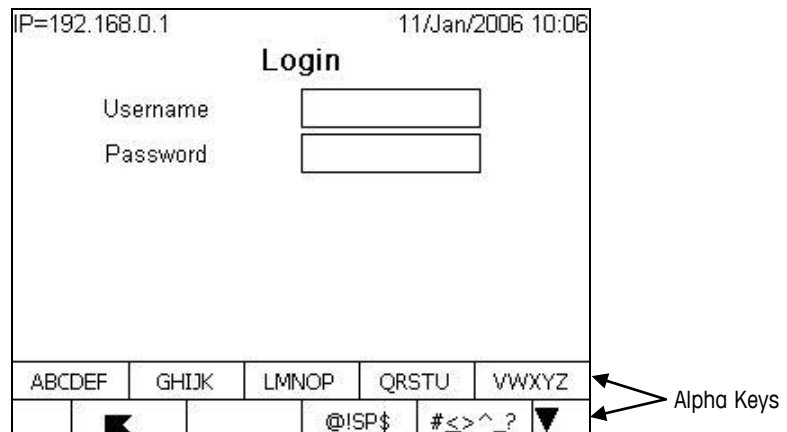 IP=192.168.0.1 11/Jan/2006 10:06
Login
Username
Password
ABCDEF GHIJK LMNOP QRSTU VWXYZ
@!SP$ #<>^_?
Alpha Keys